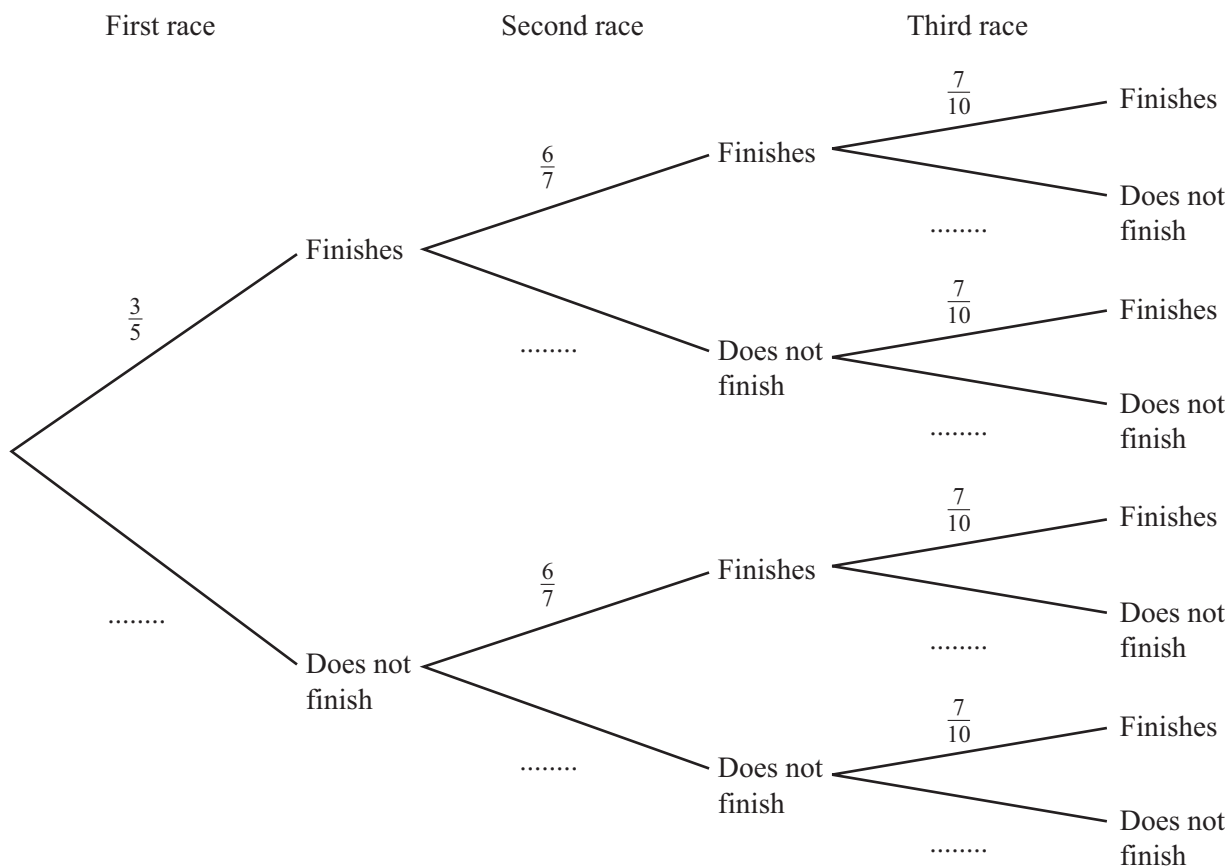 First race Second race Third race
7/10
Finishes
6/7
Finishes
Does not
finish
........
Finishes
3/5
7/10
Finishes
........
Does not
finish
Does not
finish
........
7/10
Finishes
6/7
Finishes
........
Does not
finish
........
Does not
finish
7/10
Finishes
........
Does not
finish
Does not
finish
........